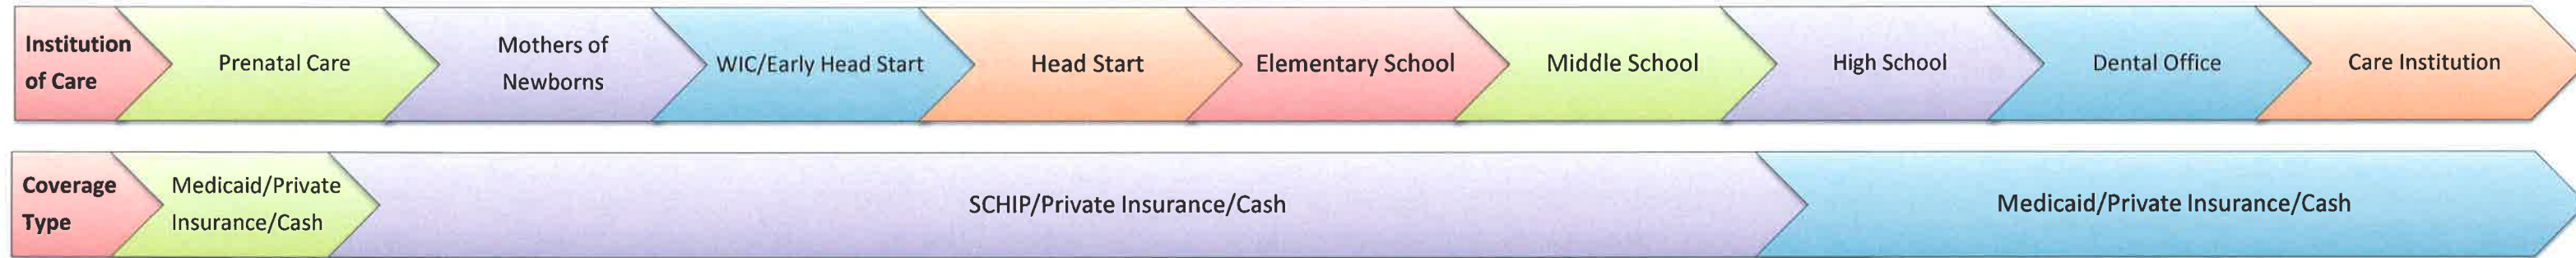 Institution
of Care
Prenatal Care
Mothers of
Newborns
WIC/Early Head Start
Head Start
Elementary School
Middle School
High School
Dental Office
Care Institution
Coverage
Type
Medicaid/Private
Insurance/Cash
SCHIP/Private Insurance/Cash
Medicaid/Private Insurance/Cash